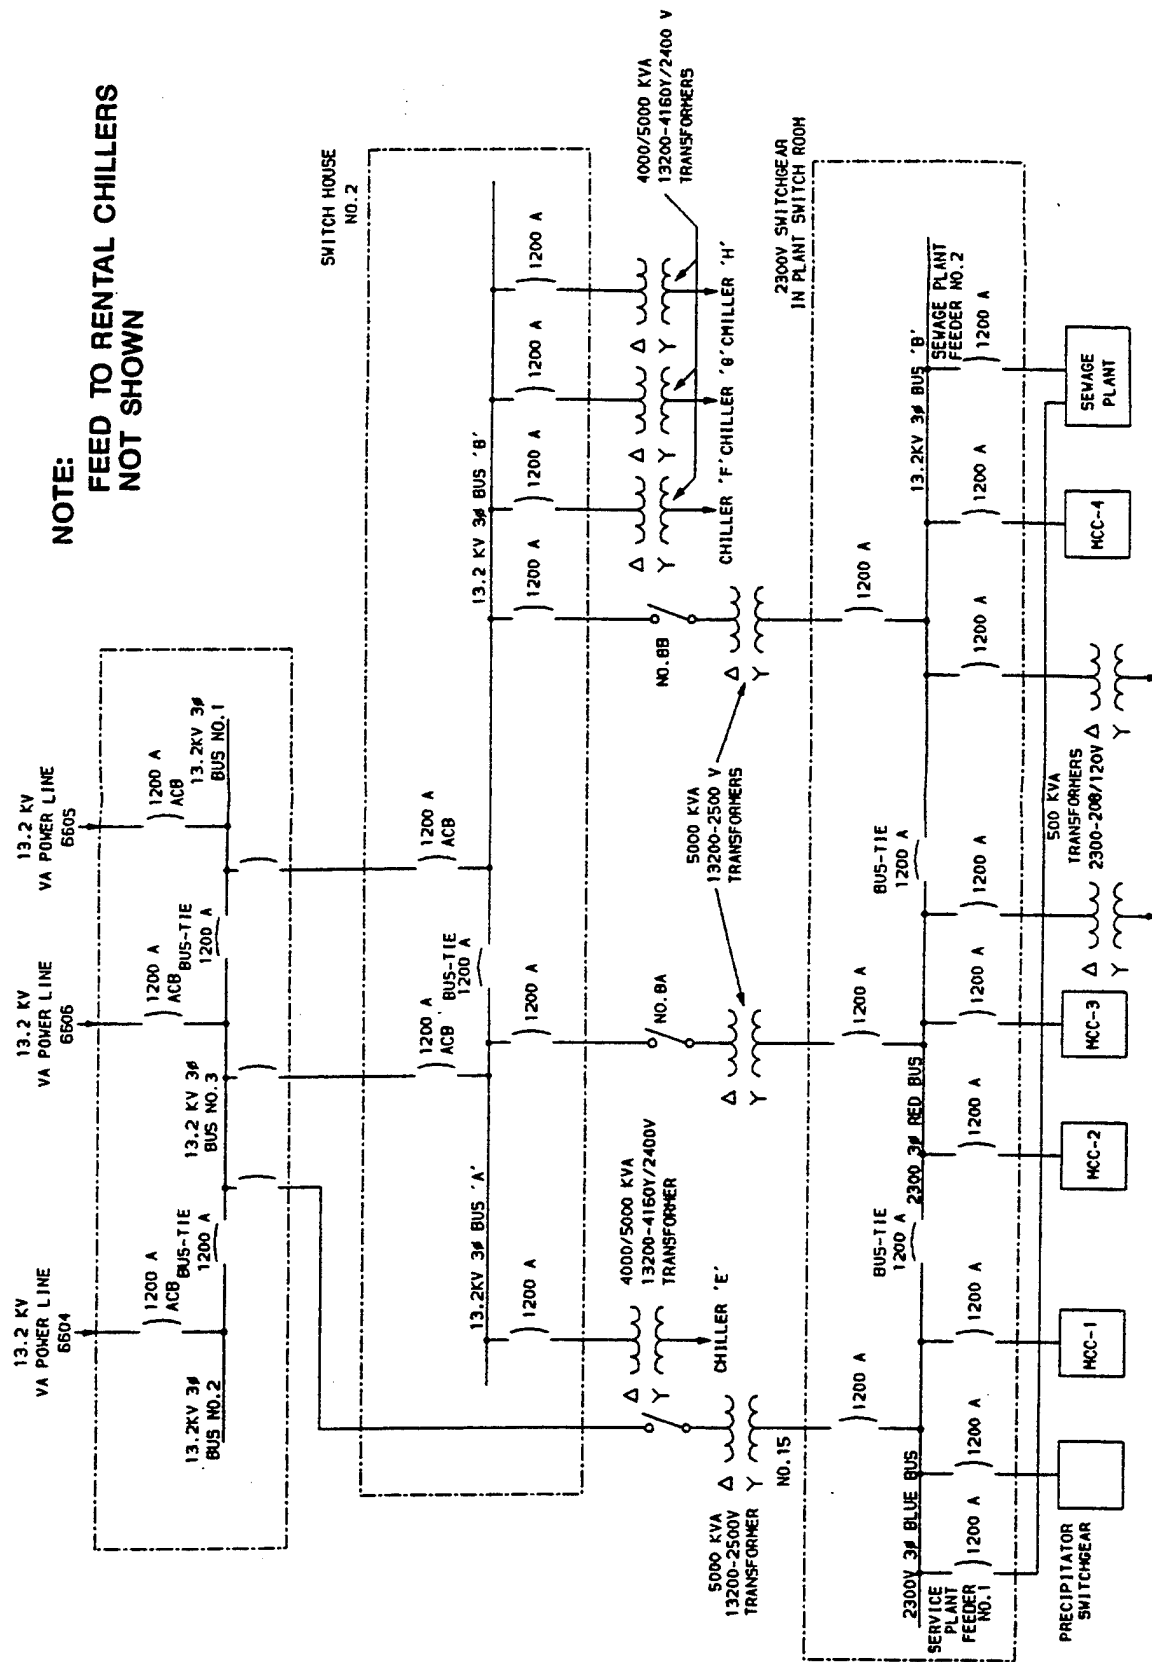 NOTE:
FEED TO RENTAL CHILLERS
NOT SHOWN
13.2 KV
VA POWER LINE
6604
13.2 KV
VA POWER LINE
6606
13.2 KV
VA POWER LINE
6605
1200 A
ACB
1200 A
ACB
1200 A
ACB
BUS-TIE
1200 A
BUS-TIE
1200 A
13.2KV 3ø
BUS NO.2
13.2 KV 3ø
BUS NO.3
13.2KV 3ø
BUS NO.1
SWITCH HOUSE
NO.2
1200 A
ACB
1200 A
ACB
BUS-TIE
1200 A
13.2KV 3ø BUS 'A'
13.2 KV 3ø BUS 'B'
1200 A
1200 A
1200 A
1200 A
1200 A
1200 A
4000/5000 KVA
13200-4160Y/2400V
TRANSFORMER
CHILLER 'E'
NO.8A
NO.8B
4000/5000 KVA
13200-4160Y/2400 V
TRANSFORMERS
CHILLER 'F'
CHILLER 'G'
CHILLER 'H'
Δ
Y
Δ
Y
Δ
Y
Δ
Y
5000 KVA
13200-2500V
TRANSFORMER
NO.15
Δ
Y
5000 KVA
13200-2500 V
TRANSFORMERS
Δ
Y
Δ
Y
2300V SWITCHGEAR
IN PLANT SWITCH ROOM
1200 A
1200 A
1200 A
2300V 3ø BLUE BUS
BUS-TIE
1200 A
2300 3ø RED BUS
BUS-TIE
1200 A
13.2KV 3ø BUS 'B'
SERVICE
PLANT
FEEDER
NO.1
1200 A
1200 A
1200 A
1200 A
1200 A
1200 A
1200 A
1200 A
SEWAGE PLANT
FEEDER NO.2
1200 A
PRECIPITATOR
SWITCHGEAR
MCC-1
MCC-2
MCC-3
Δ
Y
500 KVA
TRANSFORMERS
2300-208/120V
Δ
Y
MCC-4
SEWAGE
PLANT